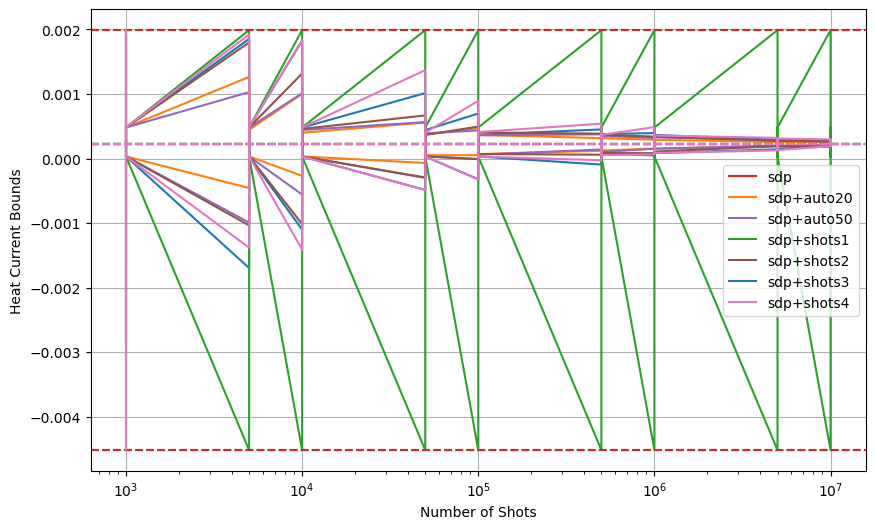 0.002
0.001
0.000
−0.001
−0.002
−0.003
−0.004
Heat Current Bounds
10³
10⁴
10⁵
10⁶
10⁷
Number of Shots
sdp
sdp+auto20
sdp+auto50
sdp+shots1
sdp+shots2
sdp+shots3
sdp+shots4